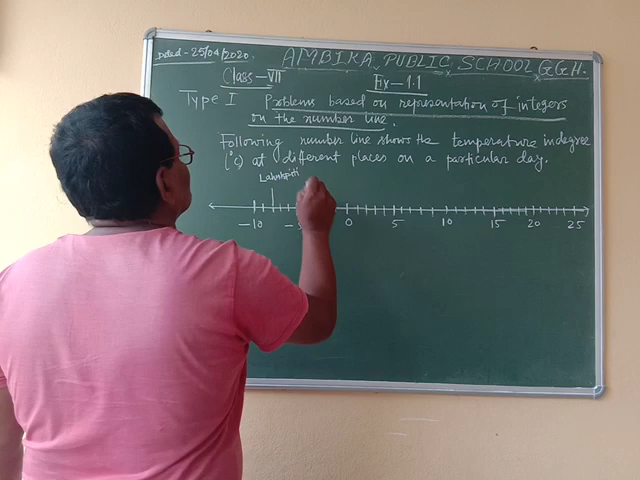 Dated - 25/04/2020
AMBIKA PUBLIC SCHOOL G.G.H.
Class - VII Ex - 1.1
Type I Problems based on representation of integers
on the number line.
Following number line shows the temperature in degree
(°C) at different places on a particular day.
Lahulspiti
-10 -5 0 5 10 15 20 25